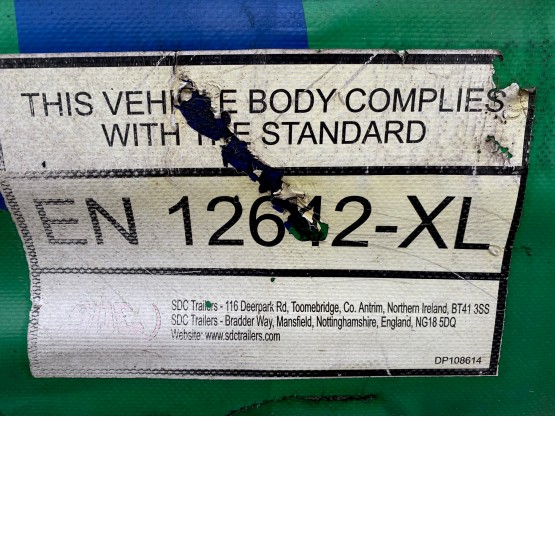 THIS VEHICLE BODY COMPLIES
WITH THE STANDARD
EN 12642-XL
SDC Trailers - 116 Deerpark Rd, Toomebridge, Co. Antrim, Northern Ireland, BT41 3SS
SDC Trailers - Bradder Way, Mansfield, Nottinghamshire, England, NG18 5DQ
Website: www.sdctrailers.com
DP108614